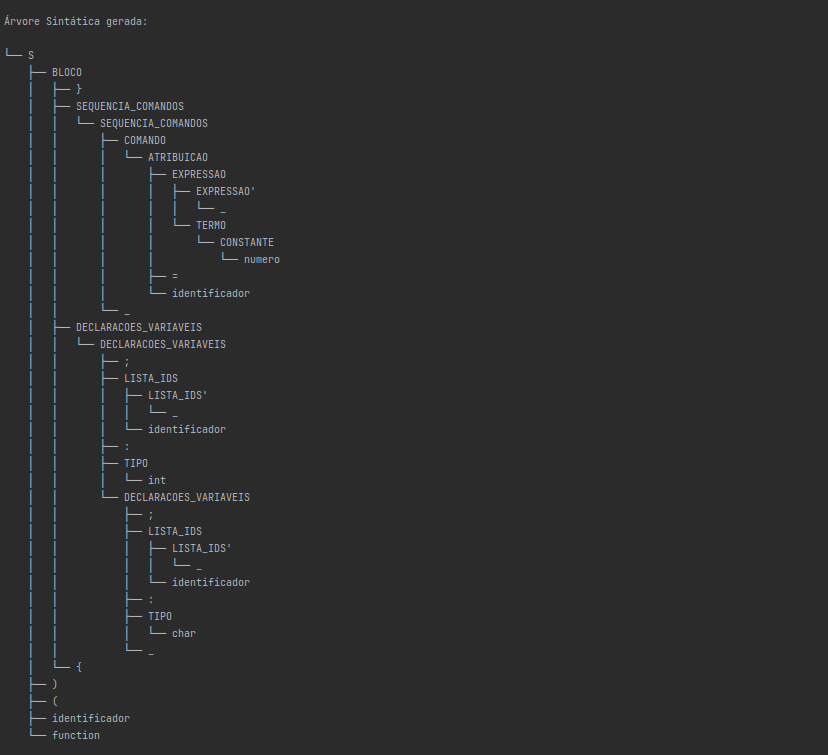 Árvore Sintática gerada:
└── S
    ├── BLOCO
    │   ├── }
    │   ├── SEQUENCIA_COMANDOS
    │   │   └── SEQUENCIA_COMANDOS
    │   │       ├── COMANDO
    │   │       │   └── ATRIBUICAO
    │   │       │       ├── EXPRESSAO
    │   │       │       │   ├── EXPRESSAO'
    │   │       │       │   │   └── _
    │   │       │       │   └── TERMO
    │   │       │       │       └── CONSTANTE
    │   │       │       │           └── numero
    │   │       │       ├── =
    │   │       │       └── identificador
    │   │       └── _
    │   ├── DECLARACOES_VARIAVEIS
    │   │   └── DECLARACOES_VARIAVEIS
    │   │       ├── ;
    │   │       ├── LISTA_IDS
    │   │       │   ├── LISTA_IDS'
    │   │       │   │   └── _
    │   │       │   └── identificador
    │   │       ├── :
    │   │       ├── TIPO
    │   │       │   └── int
    │   │       └── DECLARACOES_VARIAVEIS
    │   │           ├── ;
    │   │           ├── LISTA_IDS
    │   │           │   ├── LISTA_IDS'
    │   │           │   │   └── _
    │   │           │   └── identificador
    │   │           ├── :
    │   │           ├── TIPO
    │   │           │   └── char
    │   │           └── _
    │   └── {
    ├── )
    ├── (
    ├── identificador
    └── function